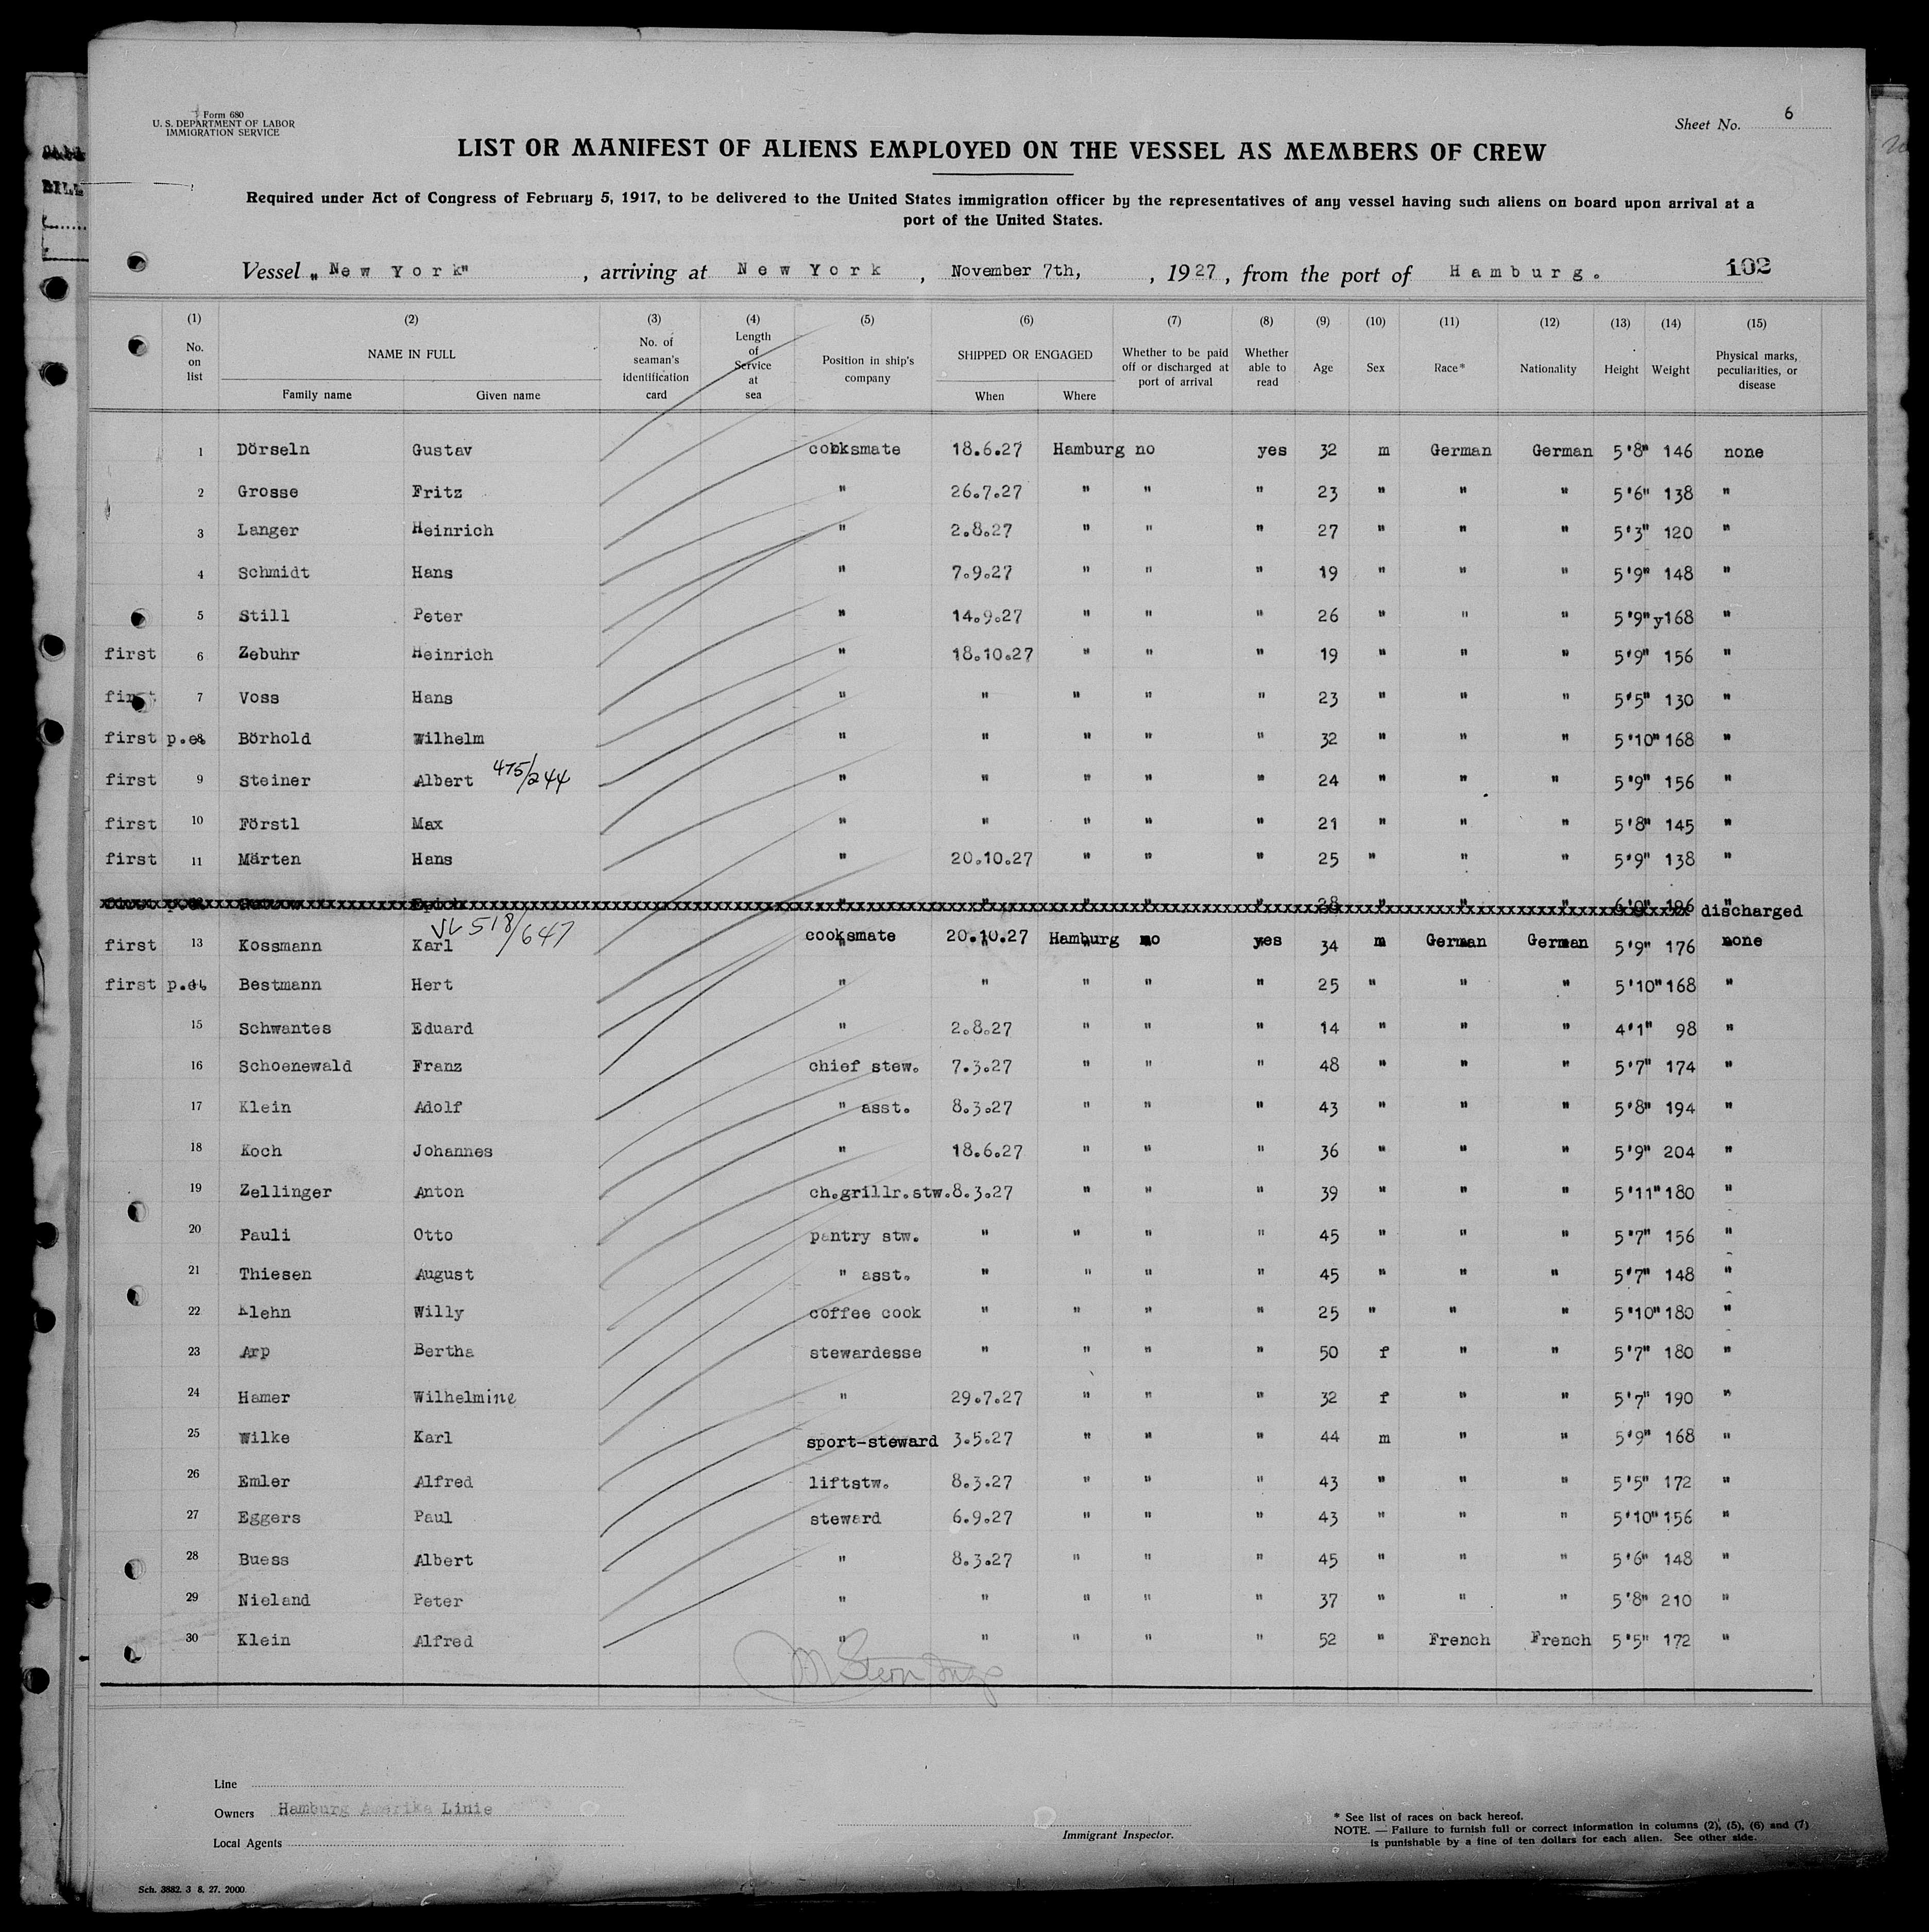 Form 680
U. S. DEPARTMENT OF LABOR
IMMIGRATION SERVICE
Sheet No. 6
LIST OR MANIFEST OF ALIENS EMPLOYED ON THE VESSEL AS MEMBERS OF CREW
Required under Act of Congress of February 5, 1917, to be delivered to the United States immigration officer by the representatives of any vessel having such aliens on board upon arrival at a
port of the United States.
Vessel „New York", arriving at New York, November 7th, , 1927, from the port of Hamburg. 102
(1) (2) (3) (4) (5) (6) (7) (8) (9) (10) (11) (12) (13) (14) (15)
No. on list NAME IN FULL Family name Given name No. of seaman's identification card Length of Service at sea Position in ship's company SHIPPED OR ENGAGED When Where Whether to be paid off or discharged at port of arrival Whether able to read Age Sex Race* Nationality Height Weight Physical marks, peculiarities, or disease
1 Dörseln Gustav cooksmate 18.6.27 Hamburg no yes 32 m German German 5'8" 146 none
2 Grosse Fritz " 26.7.27 " " " 23 " " " 5'6" 138 "
3 Langer Heinrich " 2.8.27 " " " 27 " " " 5'3" 120 "
4 Schmidt Hans " 7.9.27 " " " 19 " " " 5'9" 148 "
5 Still Peter " 14.9.27 " " " 26 " " " 5'9" y168 "
first 6 Zebuhr Heinrich " 18.10.27 " " " 19 " " " 5'9" 156 "
first 7 Voss Hans " " " " " 23 " " " 5'5" 130 "
first p.e. 8 Börhold Wilhelm " " " " " 32 " " " 5'10" 168 "
first 9 Steiner Albert 475/244 " " " " " 24 " " " 5'9" 156 "
first 10 Förstl Max " " " " " 21 " " " 5'8" 145 "
first 11 Märten Hans " 20.10.27 " " " 25 " " " 5'9" 138 "
" " " " " 28 " " " 196 " discharged
first 13 Kossmann Karl VL 518/647 cooksmate 20.10.27 Hamburg no yes 34 m German German 5'9" 176 none
first p.e. Bestmann Hert " " " " " 25 " " " 5'10" 168 "
15 Schwantes Eduard " 2.8.27 " " " 14 " " " 4'1" 98 "
16 Schoenewald Franz chief stew. 7.3.27 " " " 48 " " " 5'7" 174 "
17 Klein Adolf " asst. 8.3.27 " " " 43 " " " 5'8" 194 "
18 Koch Johannes " 18.6.27 " " " 36 " " " 5'9" 204 "
19 Zellinger Anton ch.grillr.stw. 8.3.27 " " " 39 " " " 5'11" 180 "
20 Pauli Otto pantry stw. " " " " 45 " " " 5'7" 156 "
21 Thiesen August " asst. " " " " 45 " " " 5'7" 148 "
22 Klehn Willy coffee cook " " " " 25 " " " 5'10" 180 "
23 Arp Bertha stewardesse " " " " 50 f " " 5'7" 180 "
24 Hamer Wilhelmine " 29.7.27 " " " 32 f " " 5'7" 190 "
25 Wilke Karl sport-steward 3.5.27 " " " 44 m " " 5'9" 168 "
26 Emler Alfred liftstw. 8.3.27 " " " 43 " " " 5'5" 172 "
27 Eggers Paul steward 6.9.27 " " " 43 " " " 5'10" 156 "
28 Buess Albert " 8.3.27 " " " 45 " " " 5'6" 148 "
29 Nieland Peter " " " " " 37 " " " 5'8" 210 "
30 Klein Alfred " " " " " 52 " French French 5'5" 172 "
Line
Owners Hamburg Amerika Linie
Local Agents
Immigrant Inspector.
* See list of races on back hereof.
NOTE. — Failure to furnish full or correct information in columns (2), (5), (6) and (7)
is punishable by a fine of ten dollars for each alien. See other side.
Sch. 3882. 3 8. 27. 2000